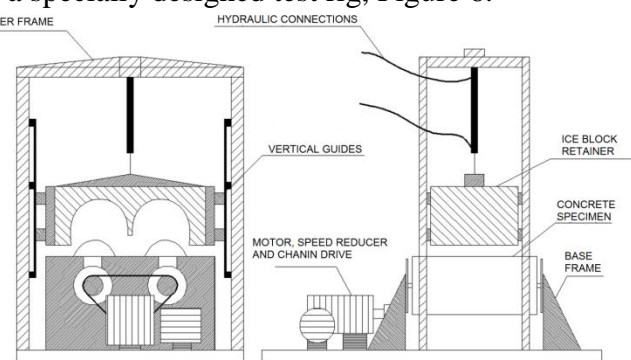 a specially designed test rig, Figure 6.
ER FRAME
HYDRAULIC CONNECTIONS
VERTICAL GUIDES
ICE BLOCK
RETAINER
CONCRETE
SPECIMEN
MOTOR, SPEED REDUCER
AND CHANIN DRIVE
BASE
FRAME